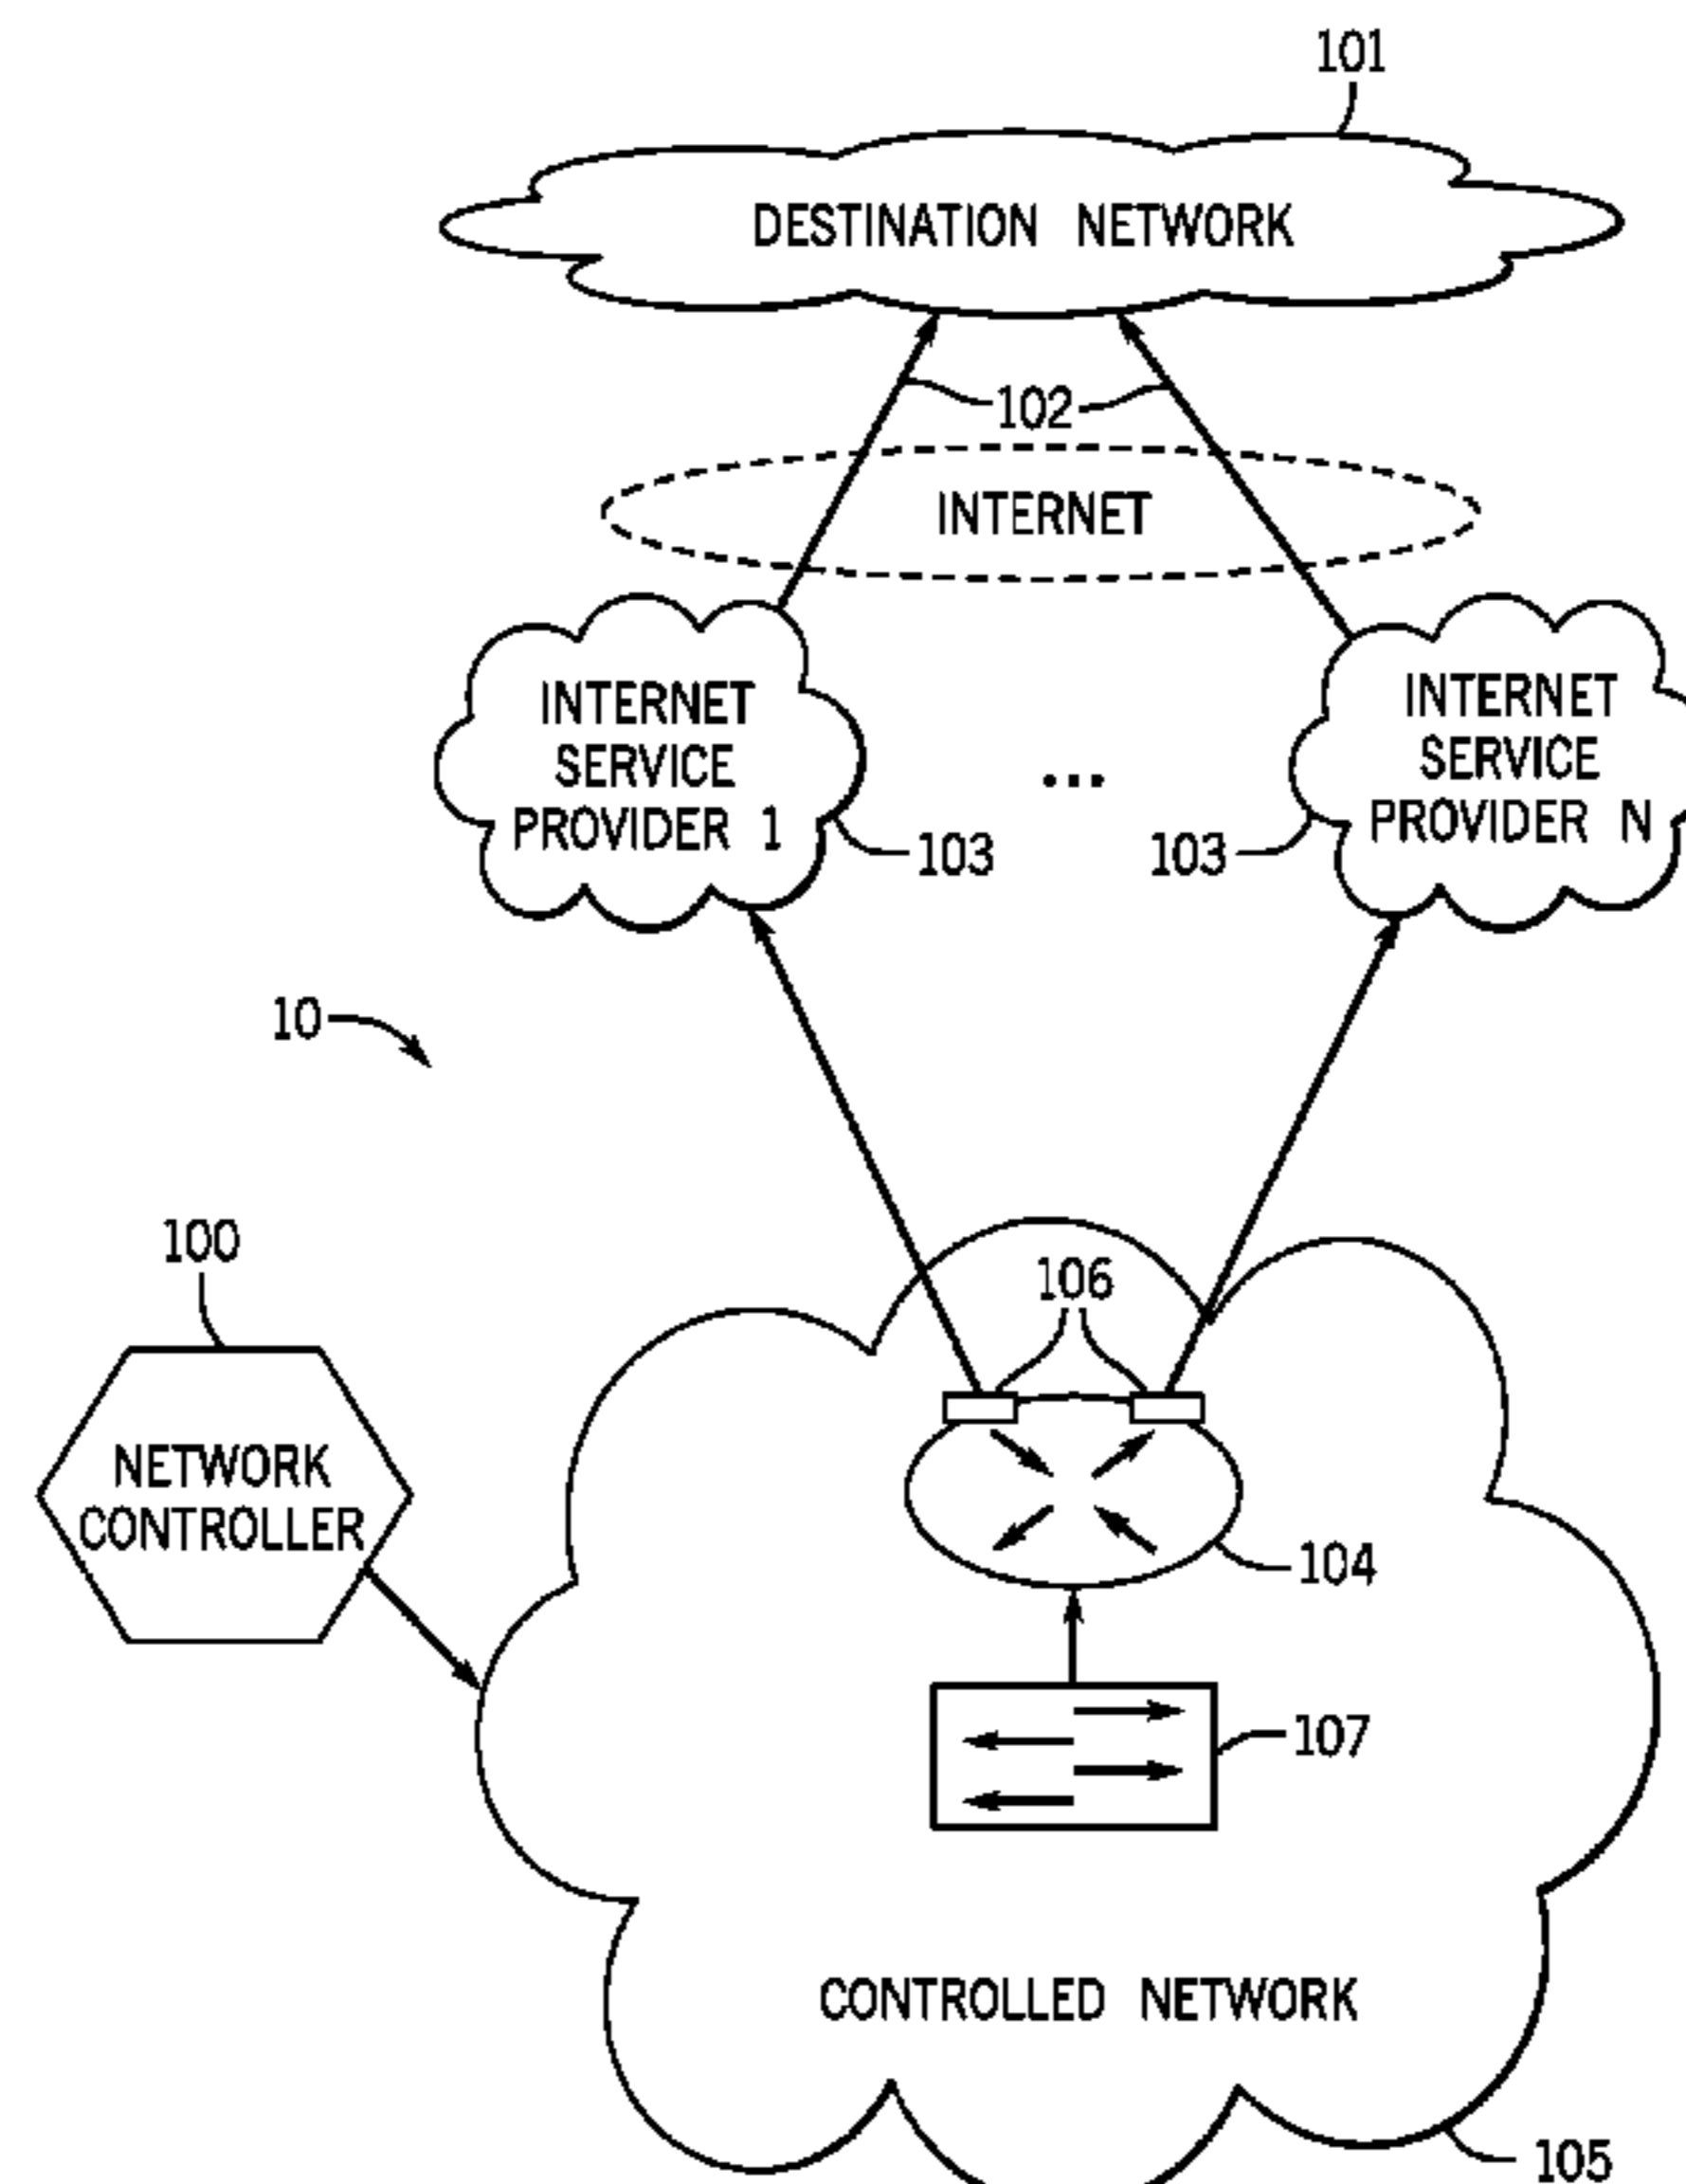 101
DESTINATION NETWORK
102
INTERNET
INTERNET
SERVICE
PROVIDER 1
...
INTERNET
SERVICE
PROVIDER N
103
103
10
100
106
NETWORK
CONTROLLER
104
107
CONTROLLED NETWORK
105